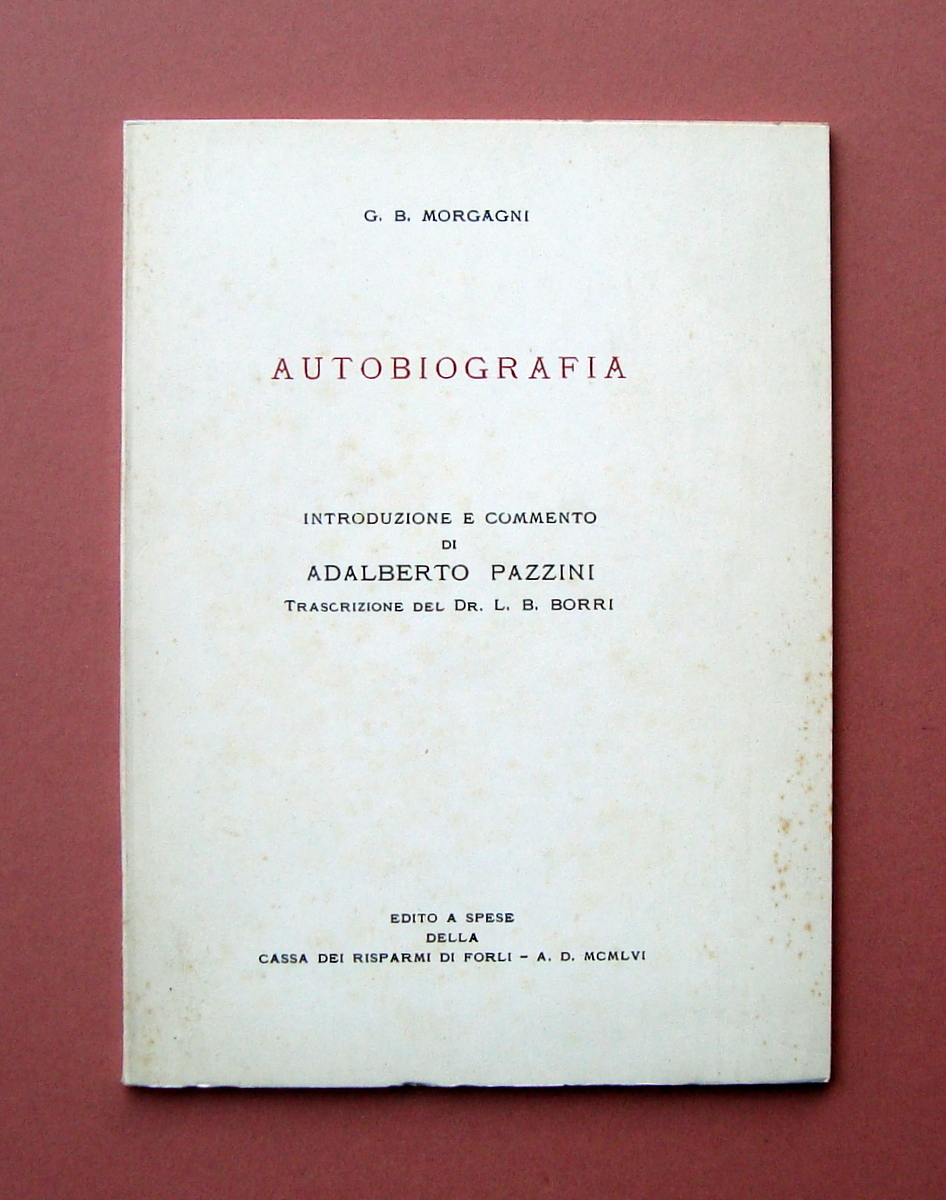 G. B. MORGAGNI
AUTOBIOGRAFIA
INTRODUZIONE E COMMENTO
DI
ADALBERTO PAZZINI
TRASCRIZIONE DEL DR. L. B. BORRI
EDITO A SPESE
DELLA
CASSA DEI RISPARMI DI FORLI – A. D. MCMLVI